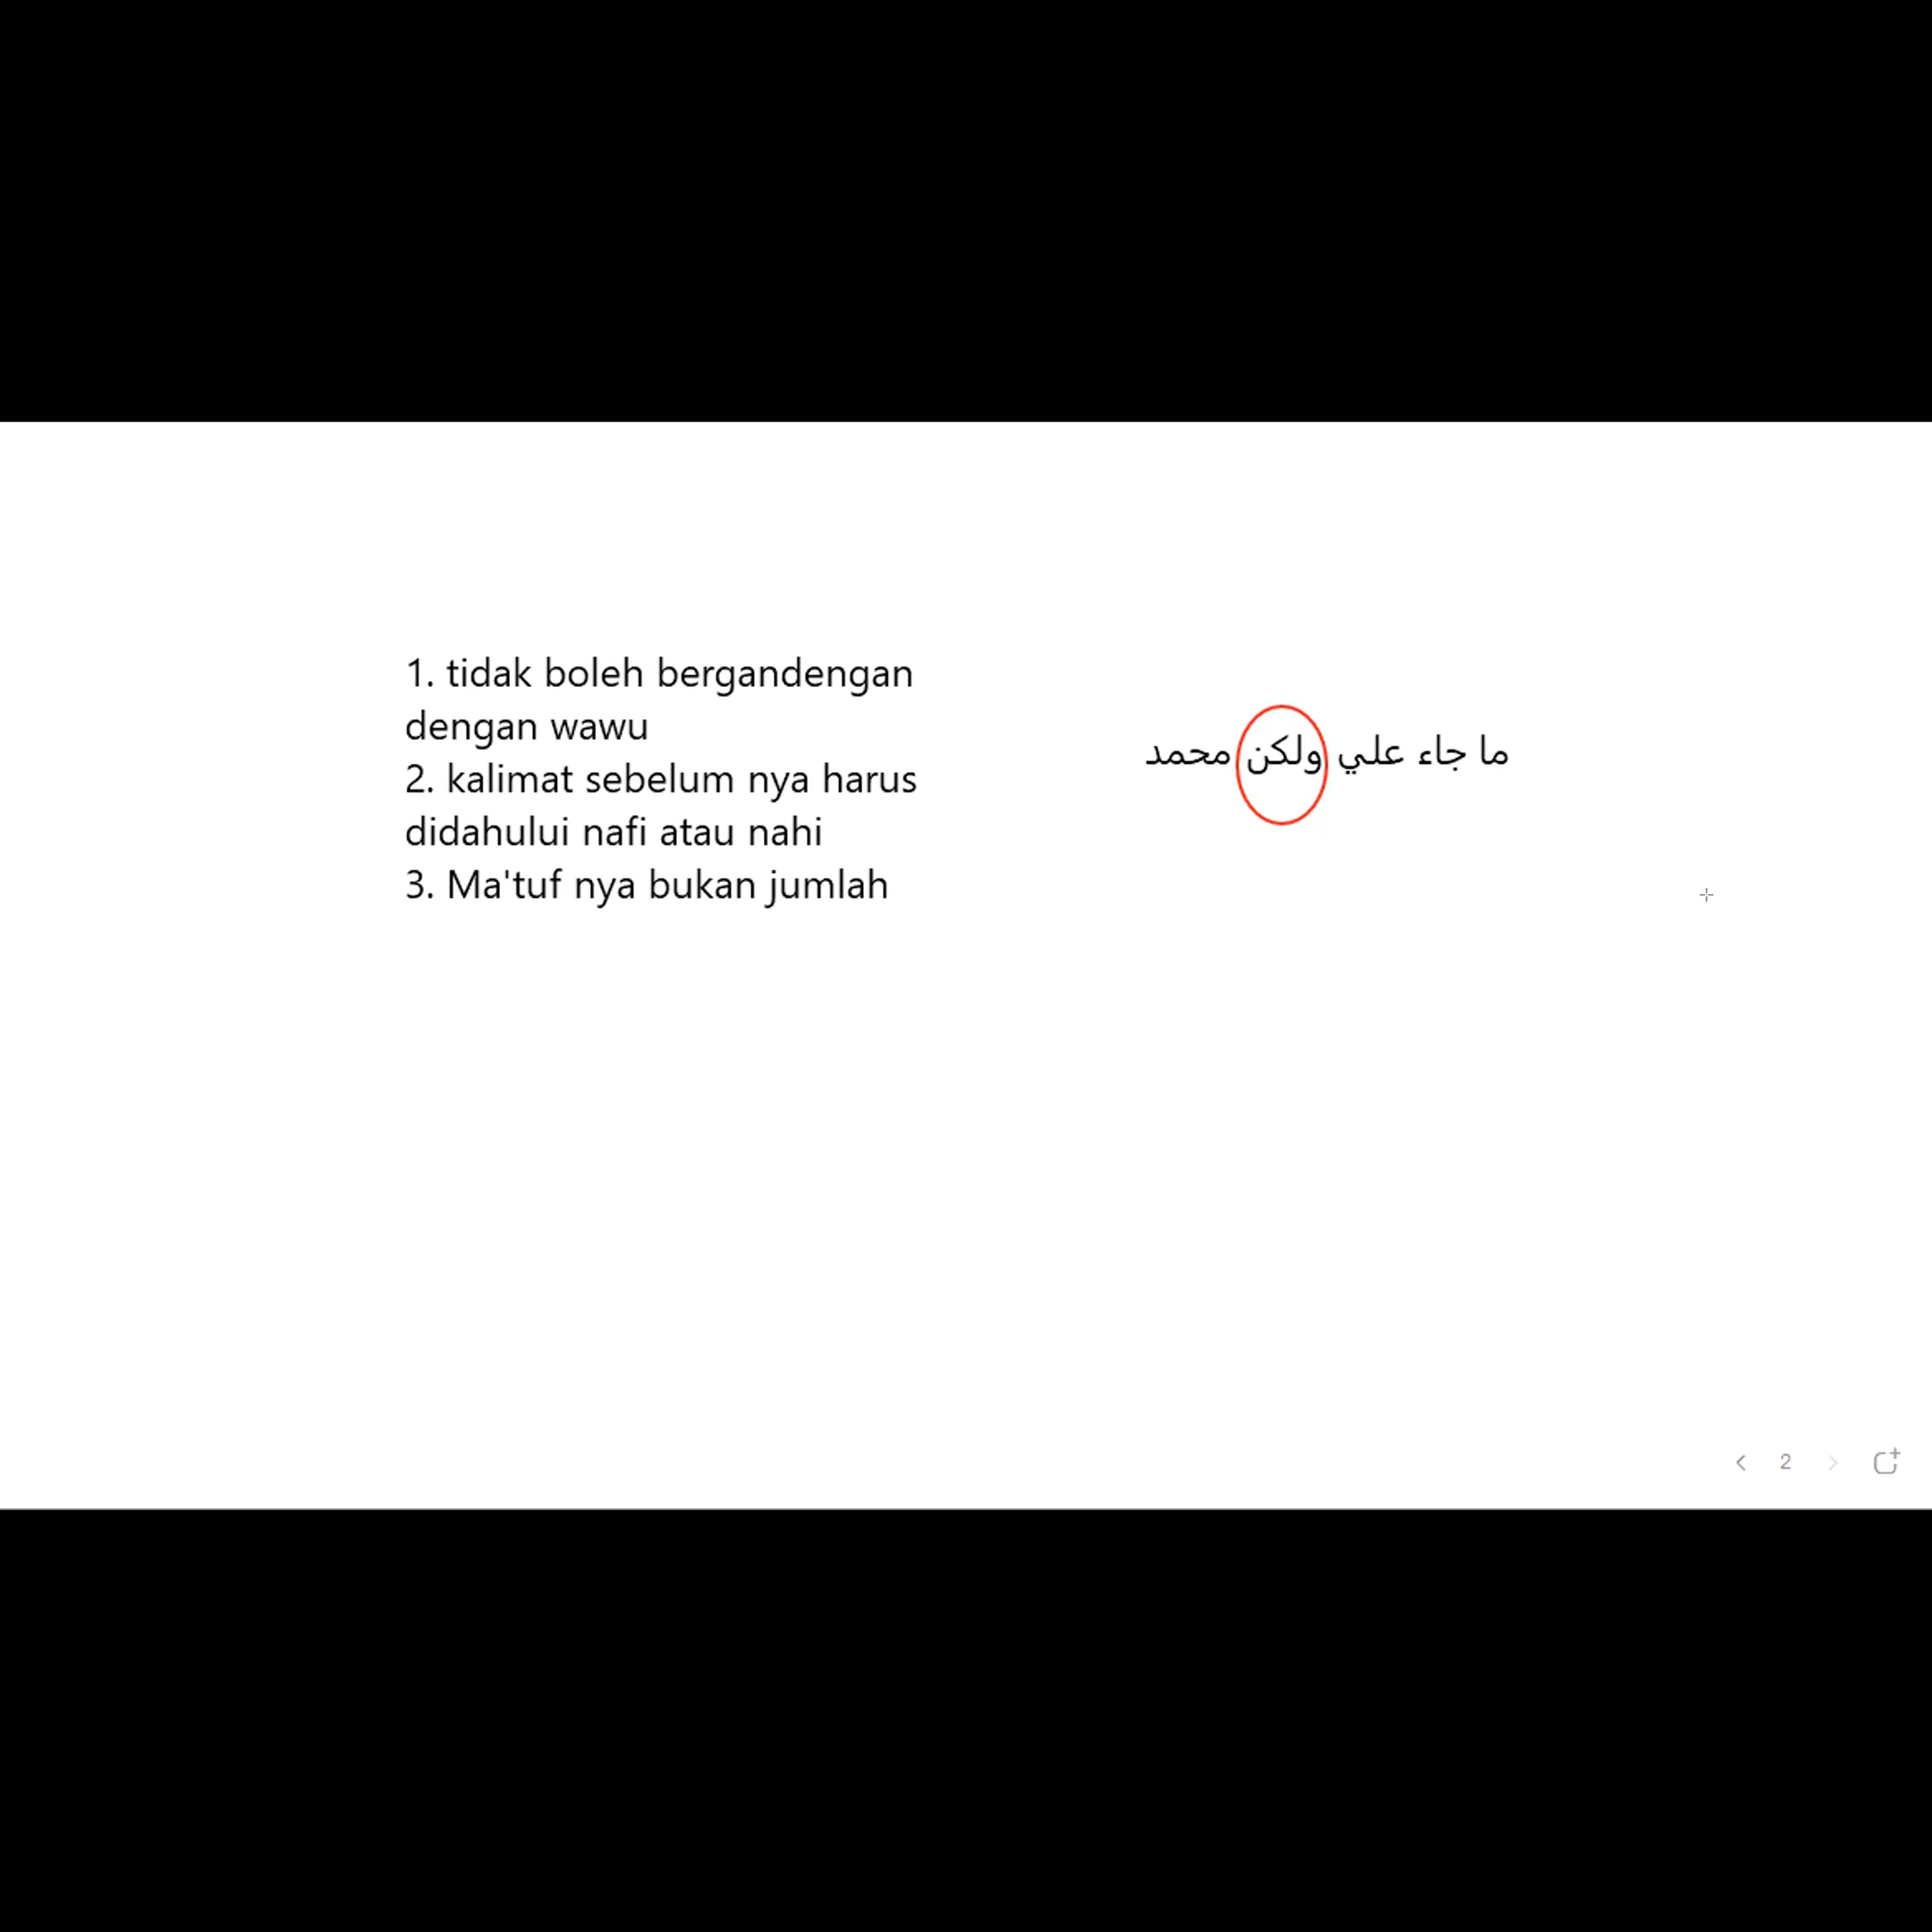 1. tidak boleh bergandengan
dengan wawu
2. kalimat sebelum nya harus
didahului nafi atau nahi
3. Ma'tuf nya bukan jumlah
ما جاء علي ولكن محمد
2